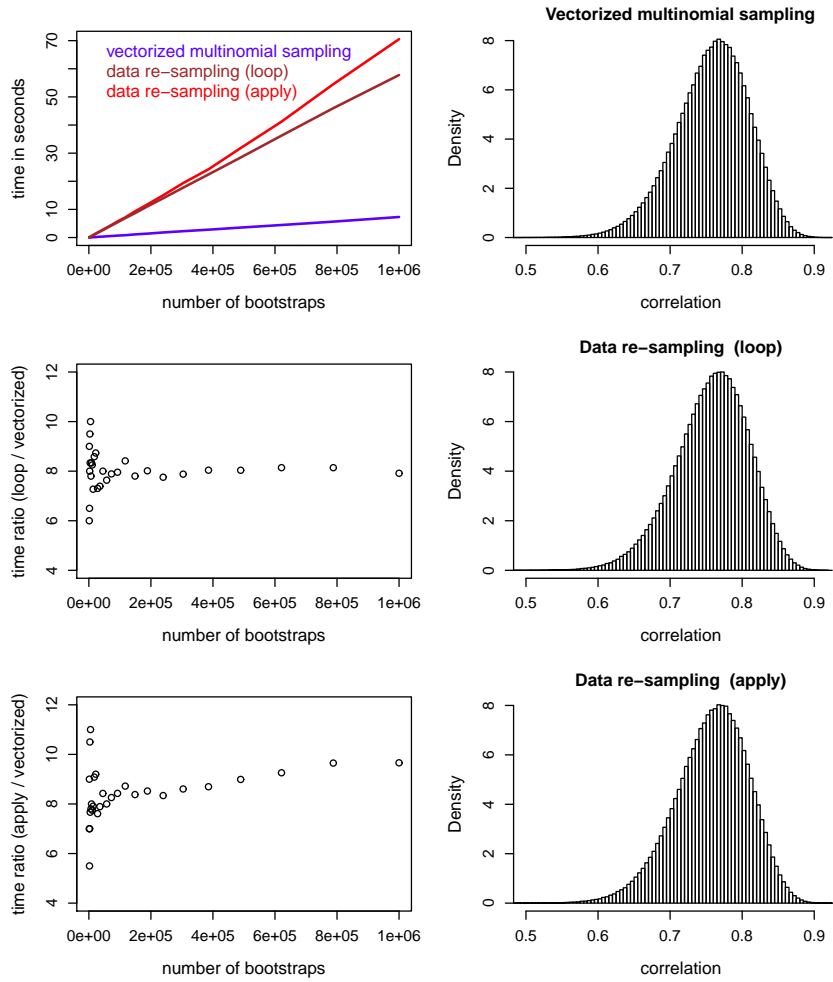 vectorized multinomial sampling
data re−sampling (loop)
data re−sampling (apply)
time in seconds
0 10 30 50 70
0e+00 2e+05 4e+05 6e+05 8e+05 1e+06
number of bootstraps
Vectorized multinomial sampling
Density
0 2 4 6 8
0.5 0.6 0.7 0.8 0.9
correlation
time ratio (loop / vectorized)
4 6 8 10 12
0e+00 2e+05 4e+05 6e+05 8e+05 1e+06
number of bootstraps
Data re−sampling (loop)
Density
0 2 4 6 8
0.5 0.6 0.7 0.8 0.9
correlation
time ratio (apply / vectorized)
4 6 8 10 12
0e+00 2e+05 4e+05 6e+05 8e+05 1e+06
number of bootstraps
Data re−sampling (apply)
Density
0 2 4 6 8
0.5 0.6 0.7 0.8 0.9
correlation